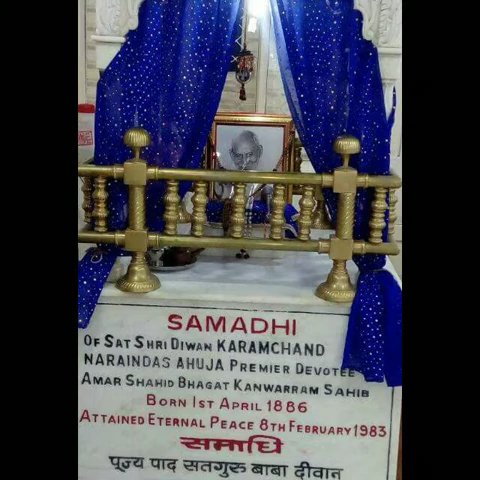 SAMADHI
OF SAT SHRI DIWAN KARAMCHAND
NARAINDAS AHUJA PREMIER DEVOTEE
AMAR SHAHID BHAGAT KANWARRAM SAHIB
BORN 1ST APRIL 1886
ATTAINED ETERNAL PEACE 8TH FEBRUARY 1983
समाधि
पूज्य पाद सतगुरु बाबा दीवान